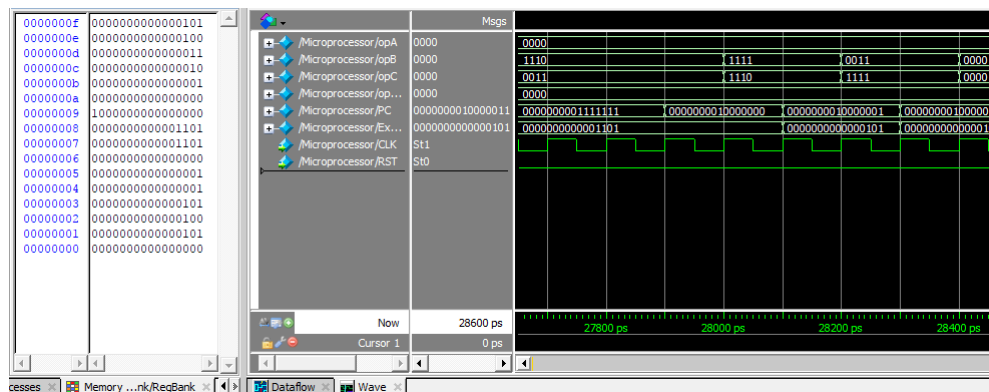 0000000f 0000000000000101
0000000e 0000000000000100
0000000d 0000000000000011
0000000c 0000000000000010
0000000b 0000000000000001
0000000a 0000000000000000
00000009 1000000000000000
00000008 0000000000001101
00000007 0000000000001101
00000006 0000000000000000
00000005 0000000000000001
00000004 0000000000000001
00000003 0000000000000101
00000002 0000000000000100
00000001 0000000000000101
00000000 0000000000000000
Msgs
/Microprocessor/opA 0000 0000
/Microprocessor/opB 0000 1110 1111 0011 0000
/Microprocessor/opC 0000 0011 1110 1111 0000
/Microprocessor/op... 0000 0000
/Microprocessor/PC 0000000010000011 0000000001111111 0000000010000000 0000000010000001 00000000100000
/Microprocessor/Ex... 0000000000000101 0000000000001101 0000000000000101 0000000000001
/Microprocessor/CLK St1
/Microprocessor/RST St0
Now 28600 ps 27800 ps 28000 ps 28200 ps 28400 ps
Cursor 1 0 ps
cesses Memory ...nk/RegBank Dataflow Wave